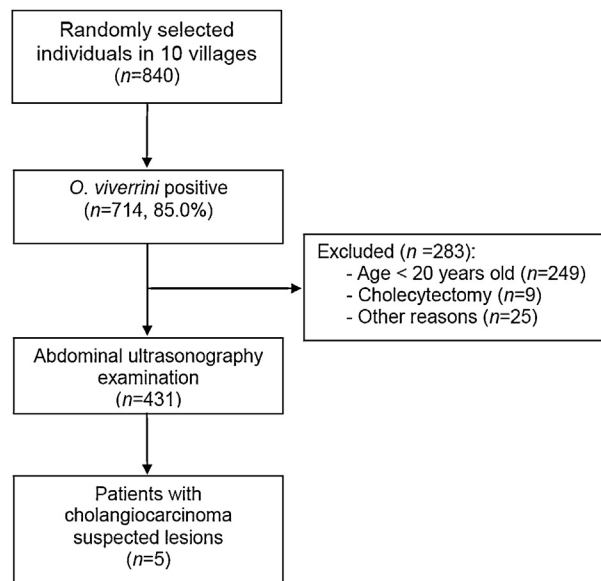 Randomly selected
individuals in 10 villages
(n=840)
O. viverrini positive
(n=714, 85.0%)
Excluded (n =283):
- Age < 20 years old (n=249)
- Cholecytectomy (n=9)
- Other reasons (n=25)
Abdominal ultrasonography
examination
(n=431)
Patients with
cholangiocarcinoma
suspected lesions
(n=5)